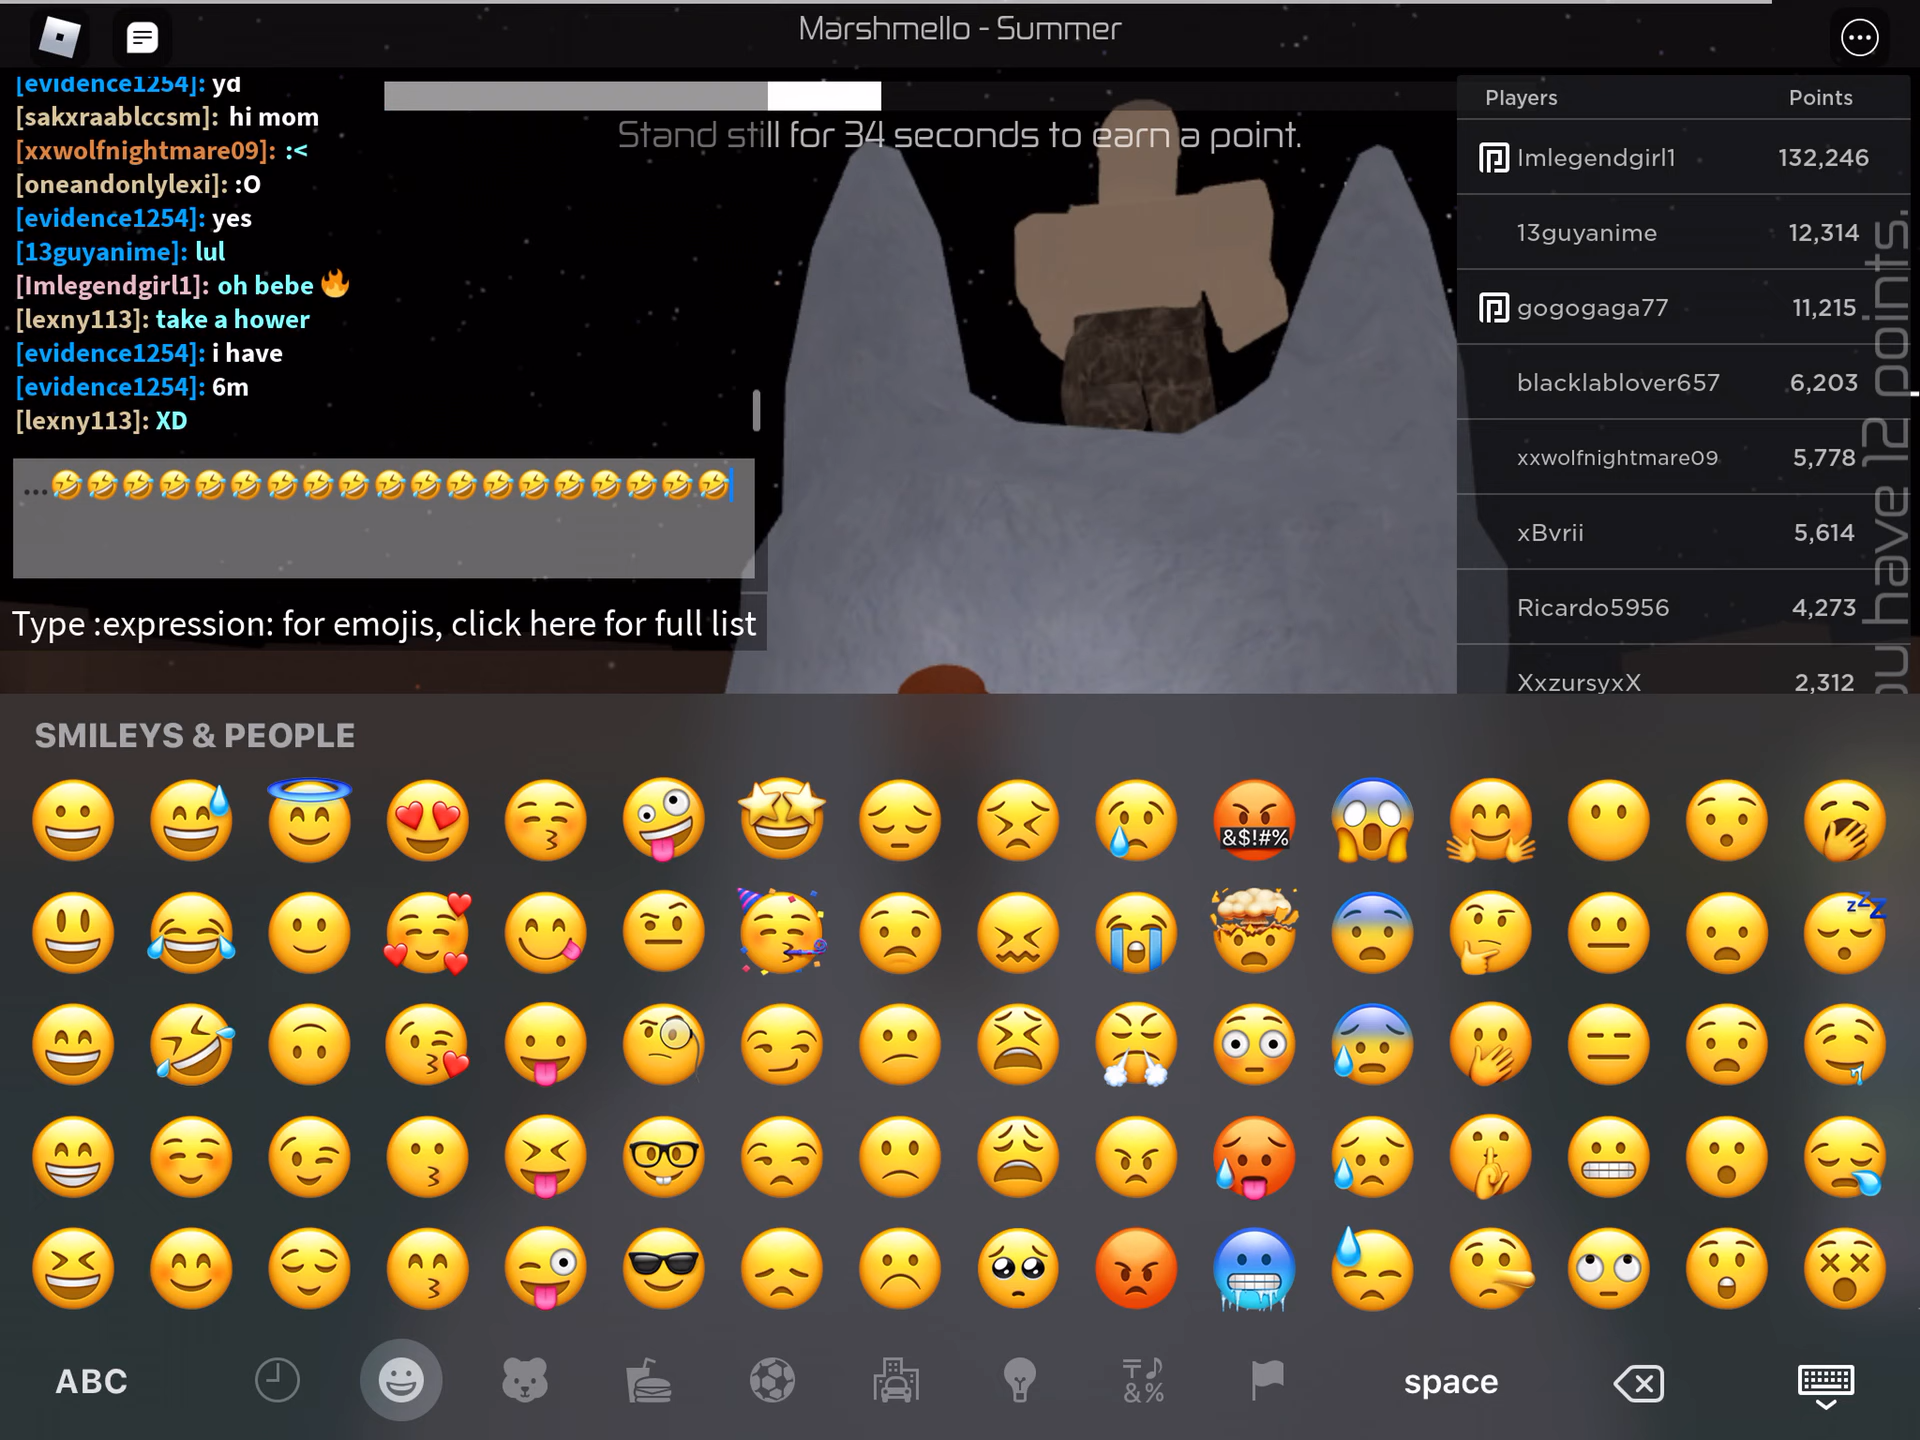 Marshmello - Summer
[evidence1254]: yd
[sakxraablccsm]: hi mom
[xxwolfnightmare09]: :<
[oneandonlylexi]: :O
[evidence1254]: yes
[13guyanime]: lul
[Imlegendgirl1]: oh bebe 🔥
[lexny113]: take a hower
[evidence1254]: i have
[evidence1254]: 6m
[lexny113]: XD
...🤣🤣🤣🤣🤣🤣🤣🤣🤣🤣🤣🤣🤣🤣🤣🤣🤣🤣🤣
Type :expression: for emojis, click here for full list
Stand still for 34 seconds to earn a point.
Players Points
Imlegendgirl1 132,246
13guyanime 12,314
gogogaga77 11,215
blacklablover657 6,203
xxwolfnightmare09 5,778
xBvrii 5,614
Ricardo5956 4,273
XxzursyxX 2,312
ou have 12 points.
SMILEYS & PEOPLE
&$!#%
zzZ
ABC
&%
space